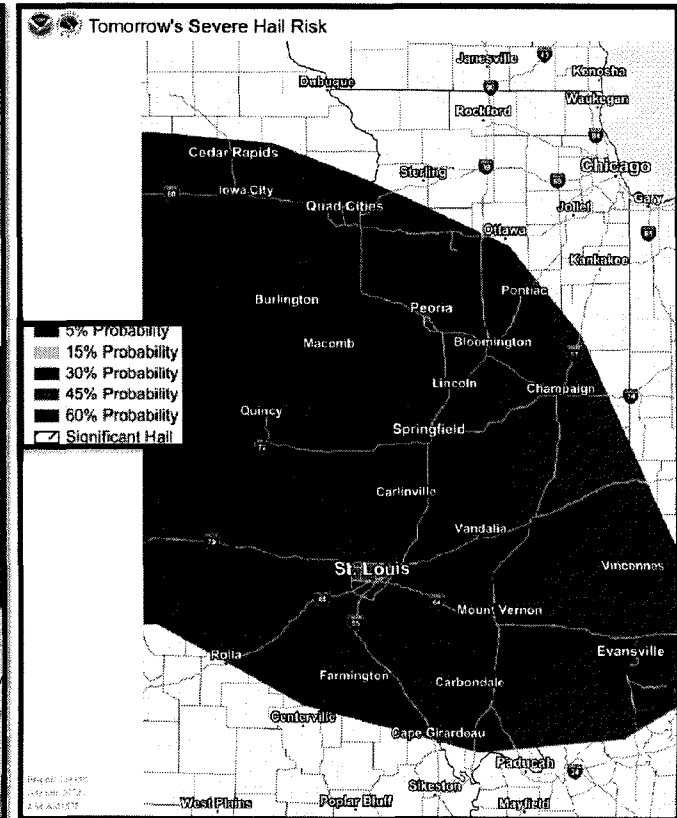 Tomorrow's Severe Hail Risk
Janesville
Kenosha
Dubuque
Waukegan
Rockford
Cedar Rapids
Chicago
Sterling
Iowa City
Gary
Quad Cities
Joliet
Ottawa
Kankakee
Pontiac
Burlington
Peoria
5% Probability
15% Probability
30% Probability
45% Probability
60% Probability
Significant Hail
Macomb
Bloomington
Lincoln
Champaign
Quincy
Springfield
Carlinville
Vandalia
St. Louis
Vincennes
Mount Vernon
Rolla
Evansville
Farmington
Carbondale
Centerville
Cape Girardeau
Paducah
Sikeston
West Plains
Poplar Bluff
Mayfield